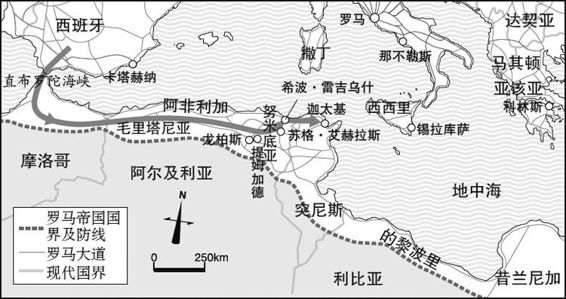 西班牙
直布罗陀海峡
卡塔赫纳
罗马
那不勒斯
撒丁
达契亚
马其顿
亚该亚
科林斯
希波·雷吉乌什
阿非利加
努米底亚
迦太基
西西里
毛里塔尼亚
龙柏斯
提姆加德
苏格·艾赫拉斯
锡拉库萨
摩洛哥
阿尔及利亚
地中海
突尼斯
的黎波里
利比亚
昔兰尼加
N
0 250km
罗马帝国国
界及防线
罗马大道
现代国界